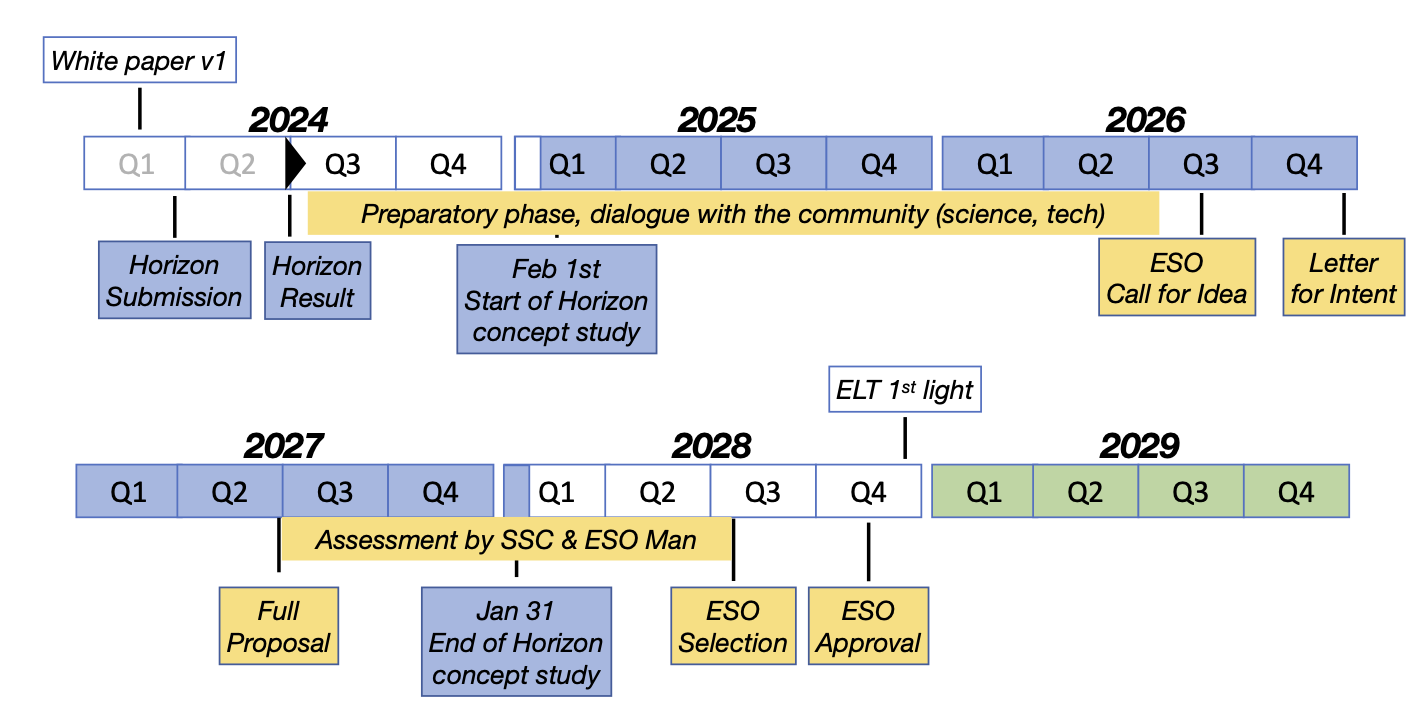 White paper v1
2024
2025
2026
Q1
Q2
Q3
Q4
Q1
Q2
Q3
Q4
Q1
Q2
Q3
Q4
Preparatory phase, dialogue with the community (science, tech)
Horizon
Submission
Horizon
Result
Feb 1st
Start of Horizon
concept study
ESO
Call for Idea
Letter
for Intent
ELT 1st light
2027
2028
2029
Q1
Q2
Q3
Q4
Q1
Q2
Q3
Q4
Q1
Q2
Q3
Q4
Assessment by SSC & ESO Man
Full
Proposal
Jan 31
End of Horizon
concept study
ESO
Selection
ESO
Approval